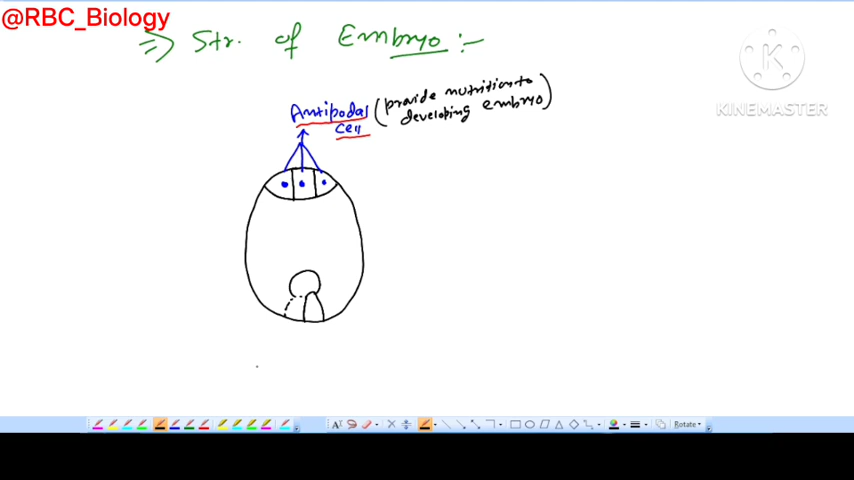 @RBC_Biology
⇒ Str. of Embryo :-
Antipodal
Cell
(provide nutrition to
developing embryo)
K
KINEMASTER
Rotate